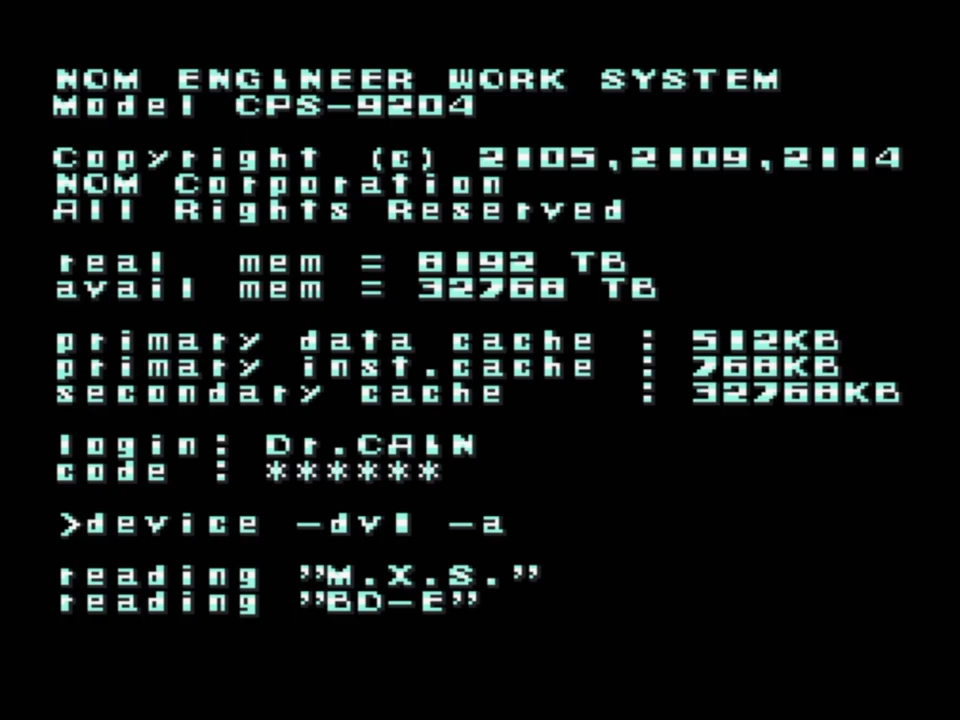 NOM ENGINEER WORK SYSTEM
Model CPS-9204
Copyright (c) 2105,2109,2114
NOM Corporation
All Rights Reserved
real mem = 8192 TB
avail mem = 32768 TB
primary data cache : 512KB
primary inst.cache : 768KB
secondary cache : 32768KB
login: Dr.CAIN
code : ******
>device -dvl -a
reading "M.X.S."
reading "BD-E"